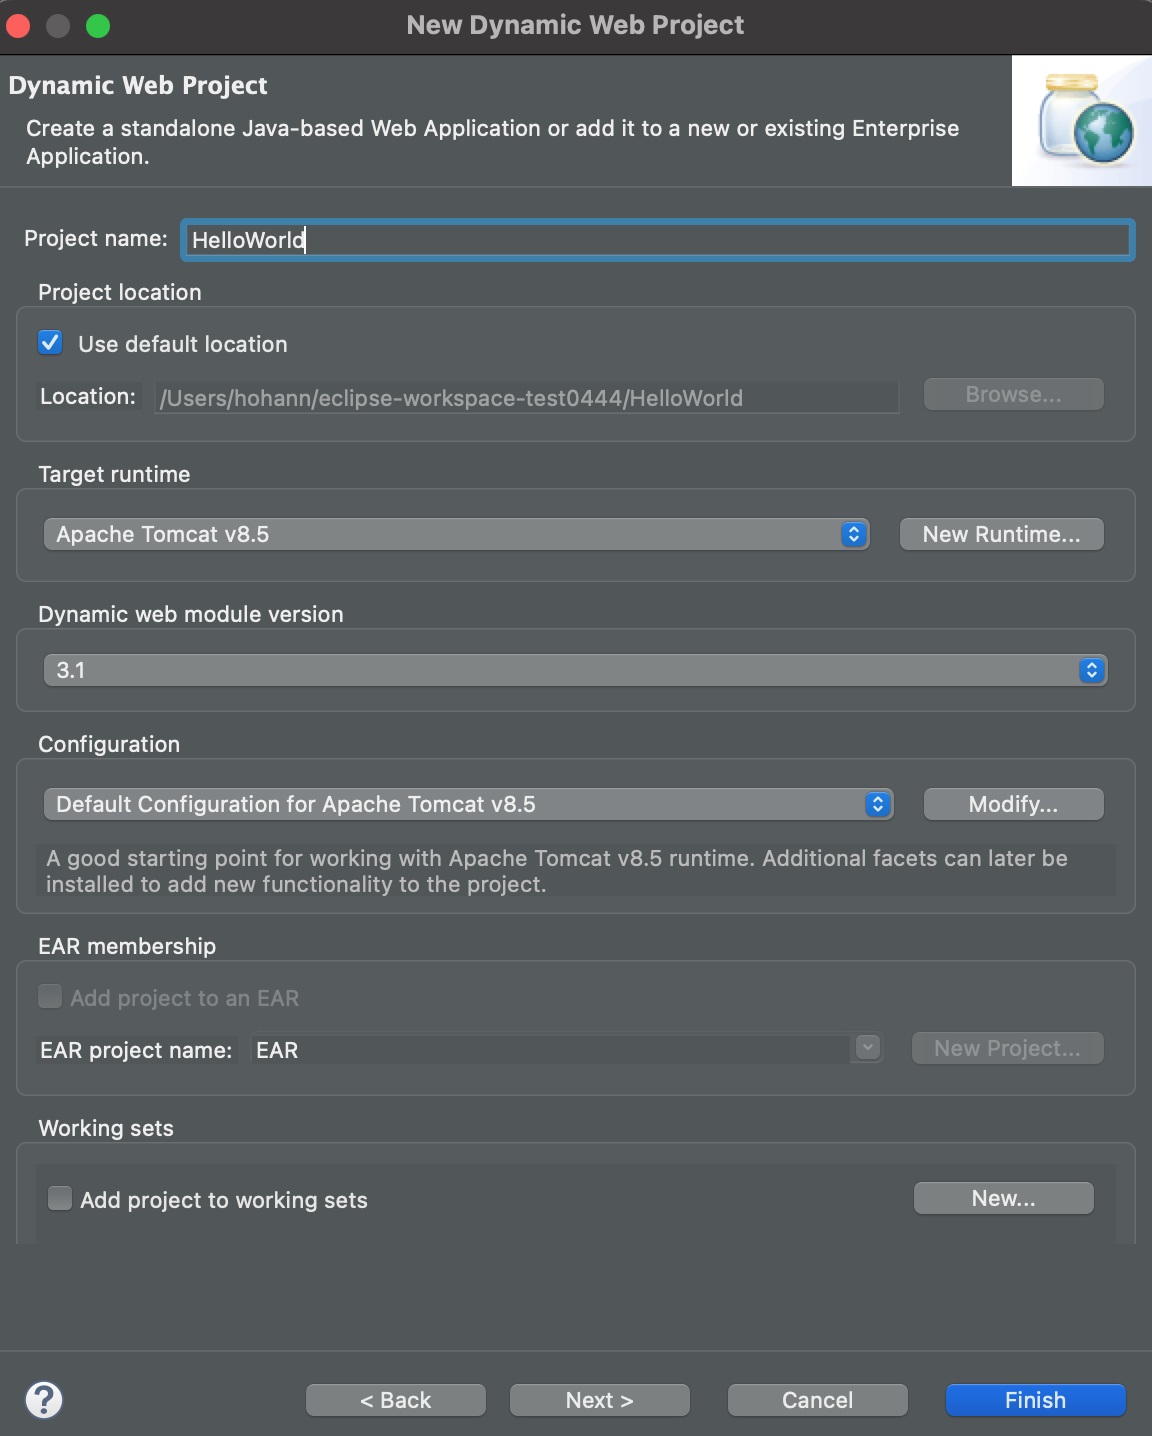 New Dynamic Web Project
Dynamic Web Project
Create a standalone Java-based Web Application or add it to a new or existing Enterprise
Application.
Project name: HelloWorld
Project location
Use default location
Location: /Users/hohann/eclipse-workspace-test0444/HelloWorld Browse...
Target runtime
Apache Tomcat v8.5 New Runtime...
Dynamic web module version
3.1
Configuration
Default Configuration for Apache Tomcat v8.5 Modify...
A good starting point for working with Apache Tomcat v8.5 runtime. Additional facets can later be
installed to add new functionality to the project.
EAR membership
Add project to an EAR
EAR project name: EAR New Project...
Working sets
Add project to working sets New...
? < Back Next > Cancel Finish